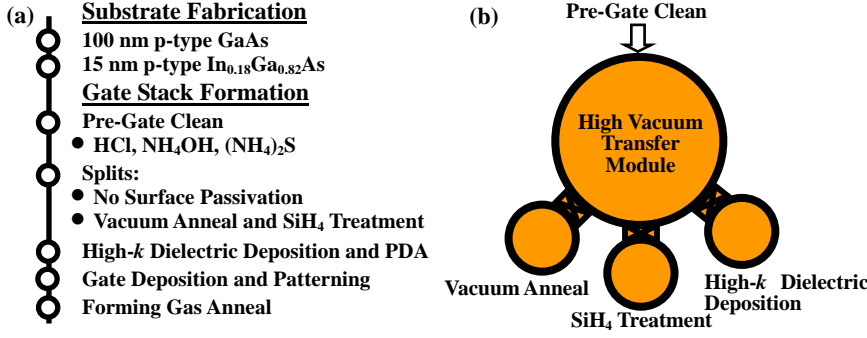 (a)
Substrate Fabrication
100 nm p-type GaAs
15 nm p-type In0.18Ga0.82As
Gate Stack Formation
Pre-Gate Clean
● HCl, NH4OH, (NH4)2S
Splits:
● No Surface Passivation
● Vacuum Anneal and SiH4 Treatment
High-k Dielectric Deposition and PDA
Gate Deposition and Patterning
Forming Gas Anneal
(b)
Pre-Gate Clean
High Vacuum
Transfer
Module
Vacuum Anneal
SiH4 Treatment
High-k Dielectric
Deposition